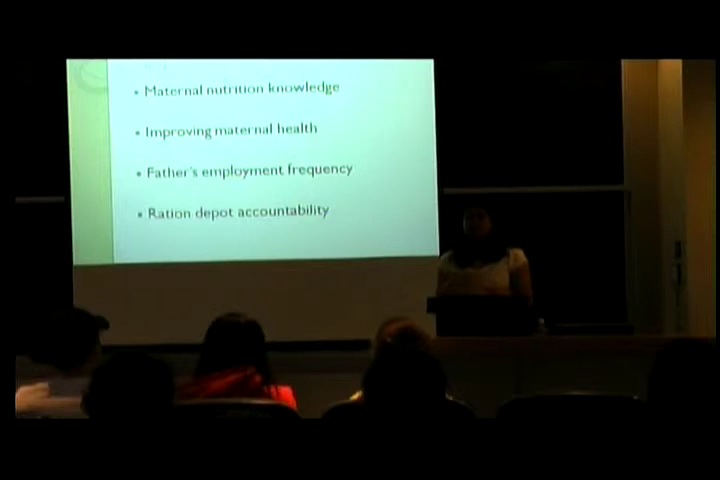 • Maternal nutrition knowledge
• Improving maternal health
• Father's employment frequency
• Ration depot accountability